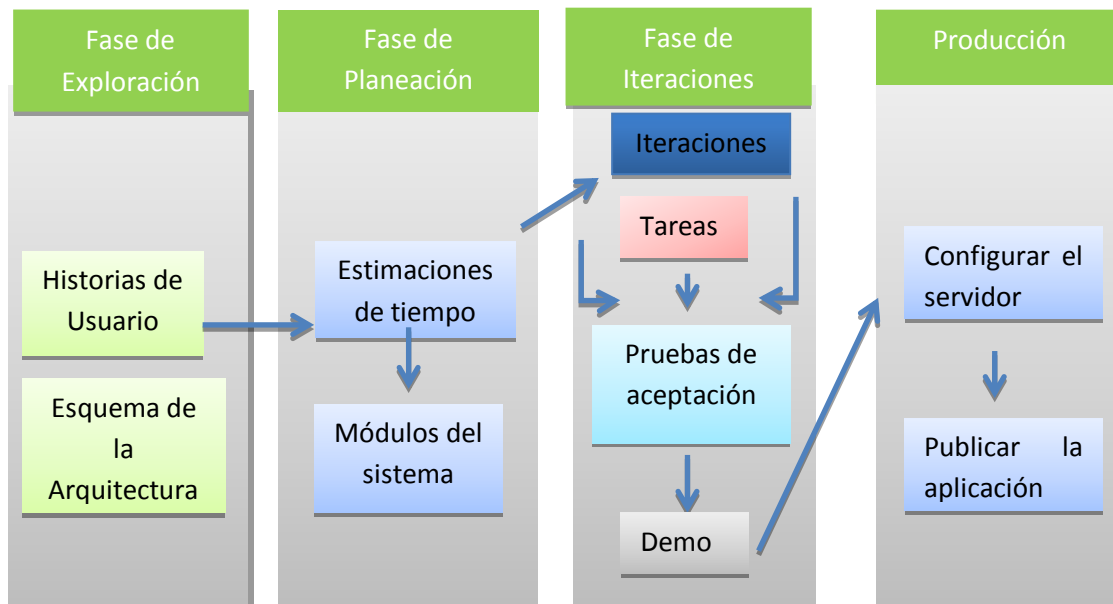 Fase de
Exploración
Fase de
Planeación
Fase de
Iteraciones
Producción
Historias de
Usuario
Esquema de
la
Arquitectura
Estimaciones
de tiempo
Módulos del
sistema
Iteraciones
Tareas
Pruebas de
aceptación
Demo
Configurar el
servidor
Publicar la
aplicación